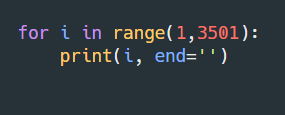 for i in range(1,3501):
    print(i, end='')